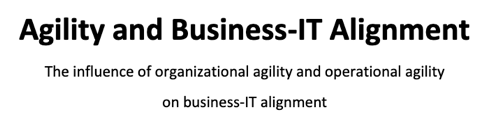 Agility and Business-IT Alignment
The influence of organizational agility and operational agility
on business-IT alignment